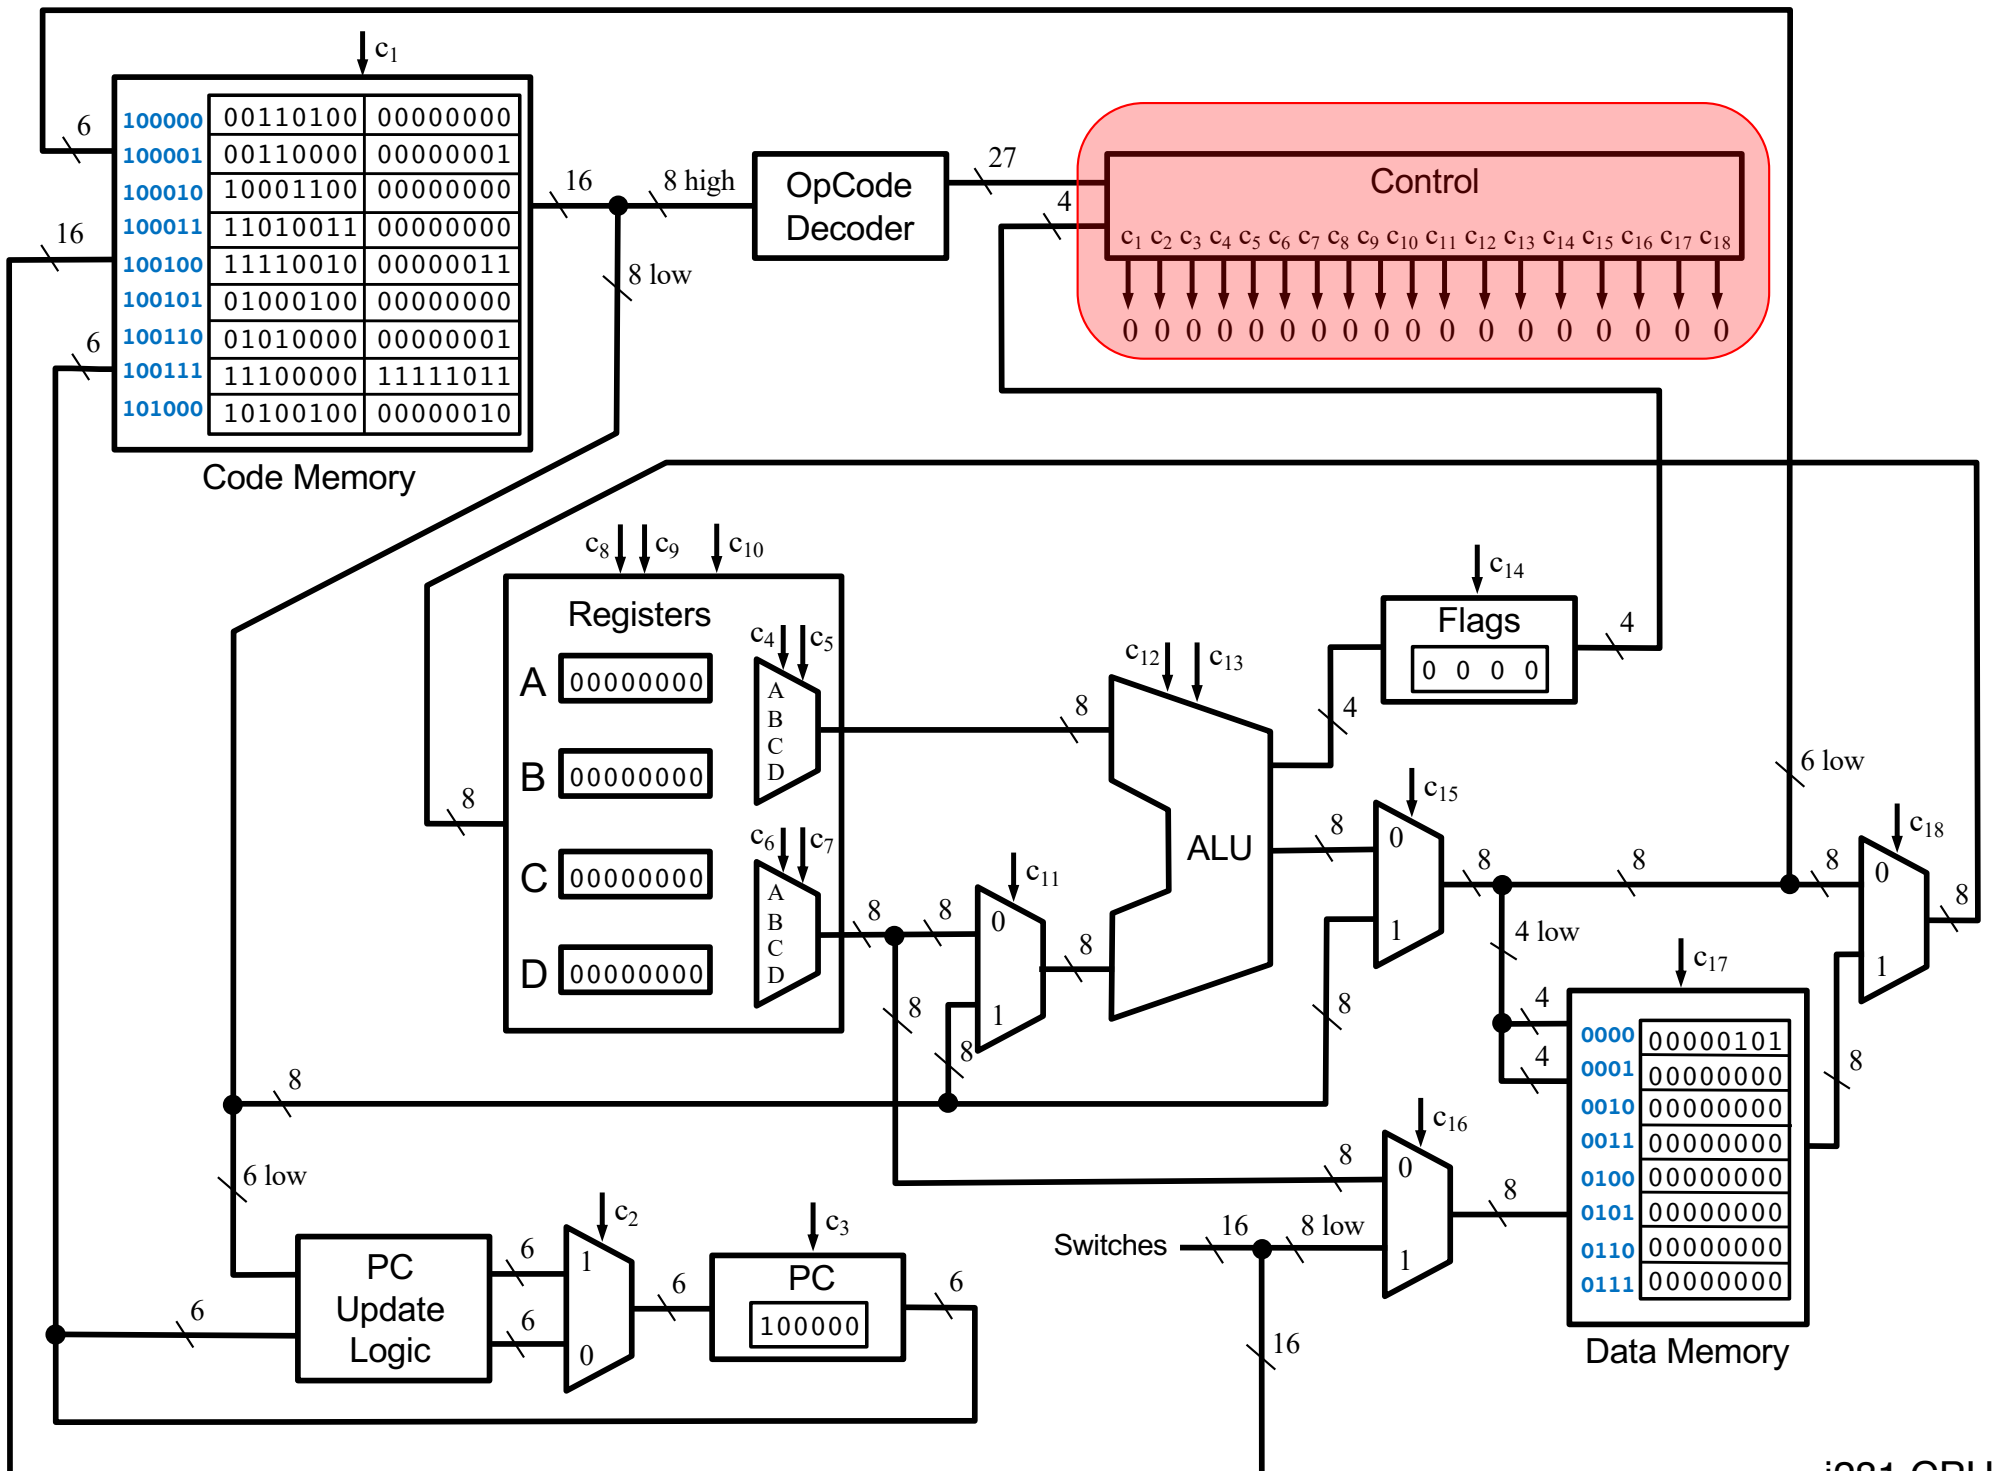 c1
100000 00110100 00000000
100001 00110000 00000001
100010 10001100 00000000
100011 11010011 00000000
100100 11110010 00000011
100101 01000100 00000000
100110 01010000 00000001
100111 11100000 11111011
101000 10100100 00000010
Code Memory
6
16
6
16
8 high
8 low
OpCode
Decoder
27
4
Control
c1 c2 c3 c4 c5 c6 c7 c8 c9 c10 c11 c12 c13 c14 c15 c16 c17 c18
0 0 0 0 0 0 0 0 0 0 0 0 0 0 0 0 0 0
c8 c9 c10
Registers
A 00000000
B 00000000
C 00000000
D 00000000
8
c4 c5
A
B
C
D
c6 c7
A
B
C
D
8
8
8
8
c11
0
1
8
8
c12 c13
ALU
4
8
c14
Flags
0 0 0 0
4
c15
0
1
8
8
8
8
6 low
8
c18
0
1
8
4 low
4
4
c17
0000 00000101
0001 00000000
0010 00000000
0011 00000000
0100 00000000
0101 00000000
0110 00000000
0111 00000000
Data Memory
8
8
c16
0
1
8
8
Switches
16
8 low
16
6 low
6
PC
Update
Logic
6
6
c2
1
0
6
c3
PC
100000
6